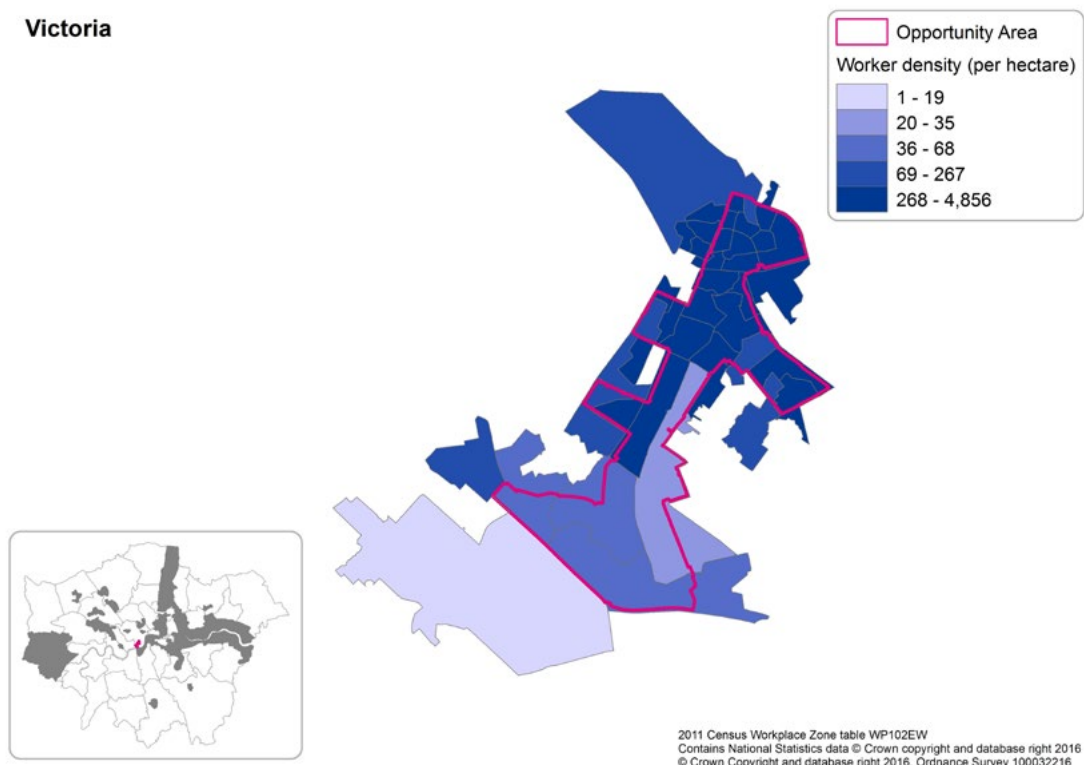 Victoria
Opportunity Area
Worker density (per hectare)
1 - 19
20 - 35
36 - 68
69 - 267
268 - 4,856
2011 Census Workplace Zone table WP102EW
Contains National Statistics data © Crown copyright and database right 2016
© Crown Copyright and database right 2016. Ordnance Survey 100032216